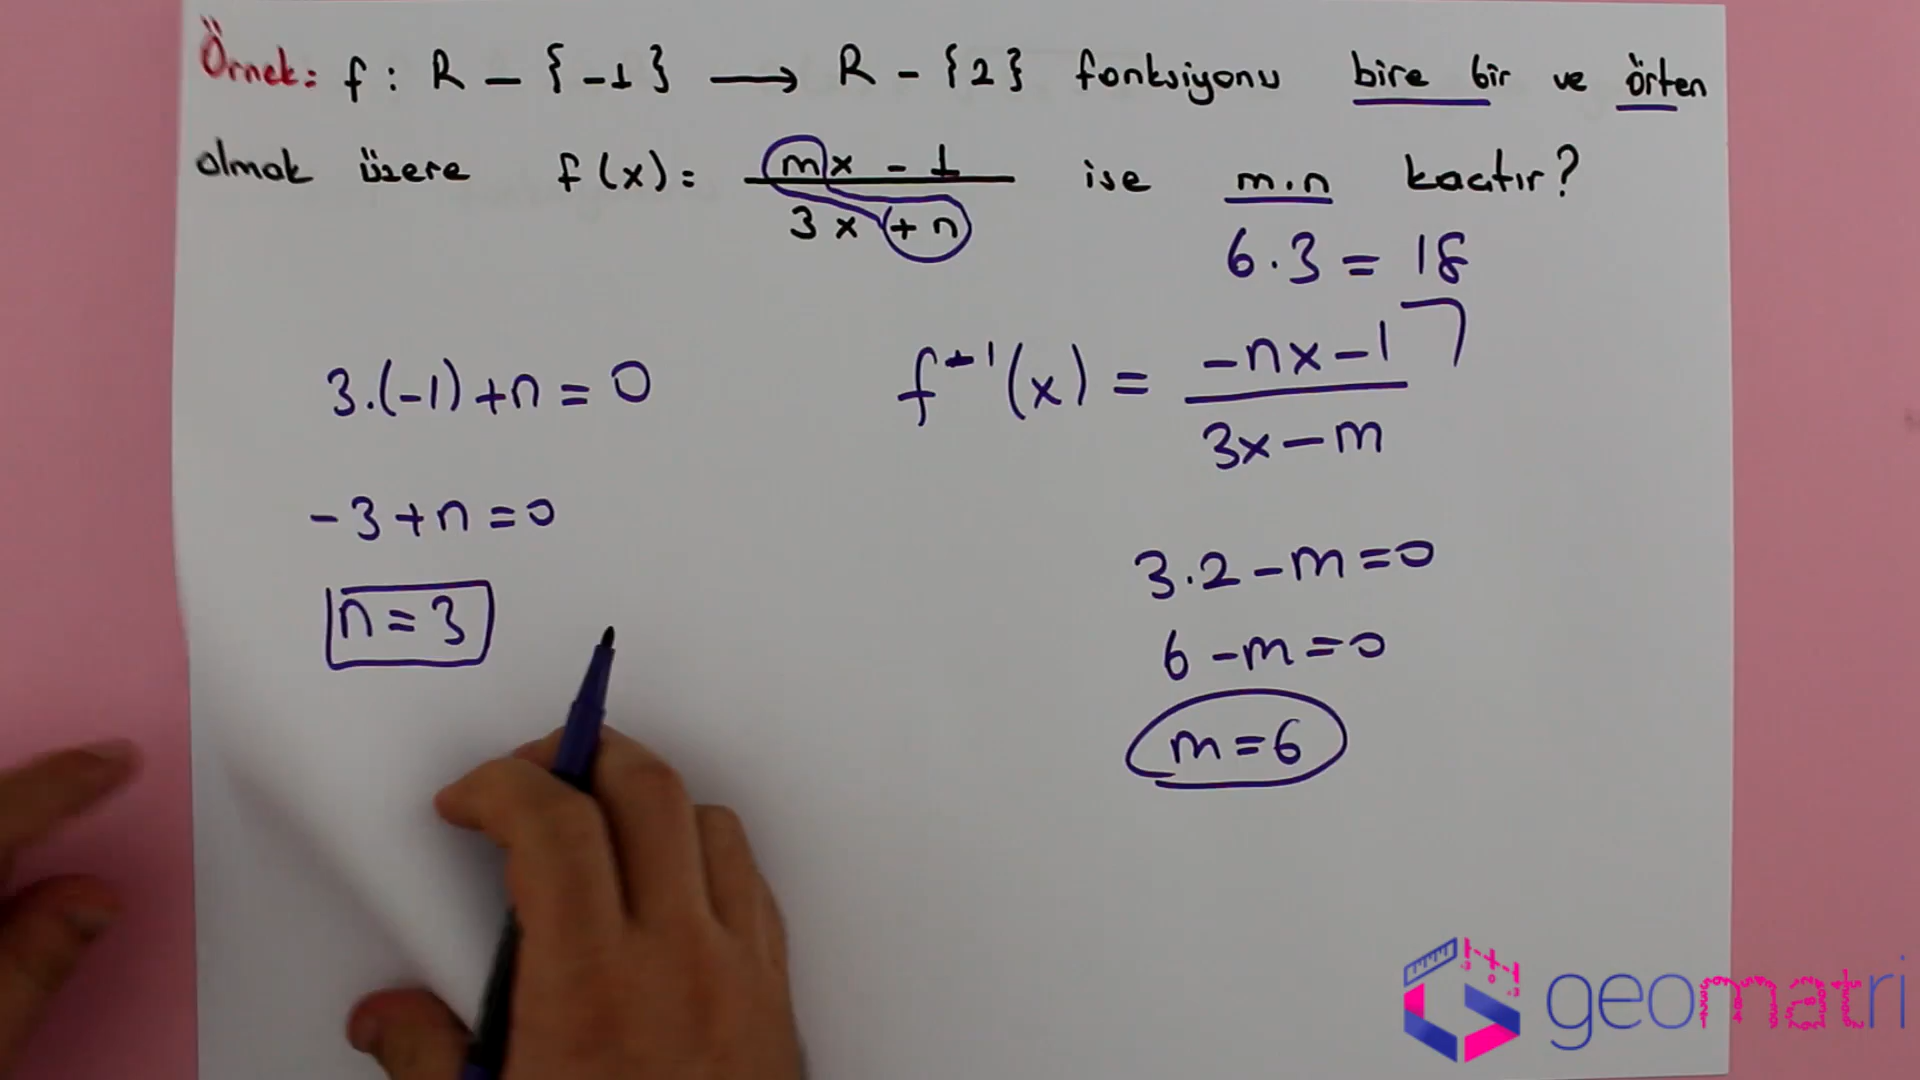 Örnek: f : R - {-1} → R - {2} fonksiyonu bire bir ve örten
olmak üzere f(x) = (mx - 1)/(3x + n) ise m.n kaçtır?
6.3 = 18
3.(-1)+n=0
f⁻¹(x) = (-nx-1)/(3x-m)
-3+n=0
n=3
3.2-m=0
6-m=0
m=6
geomatri